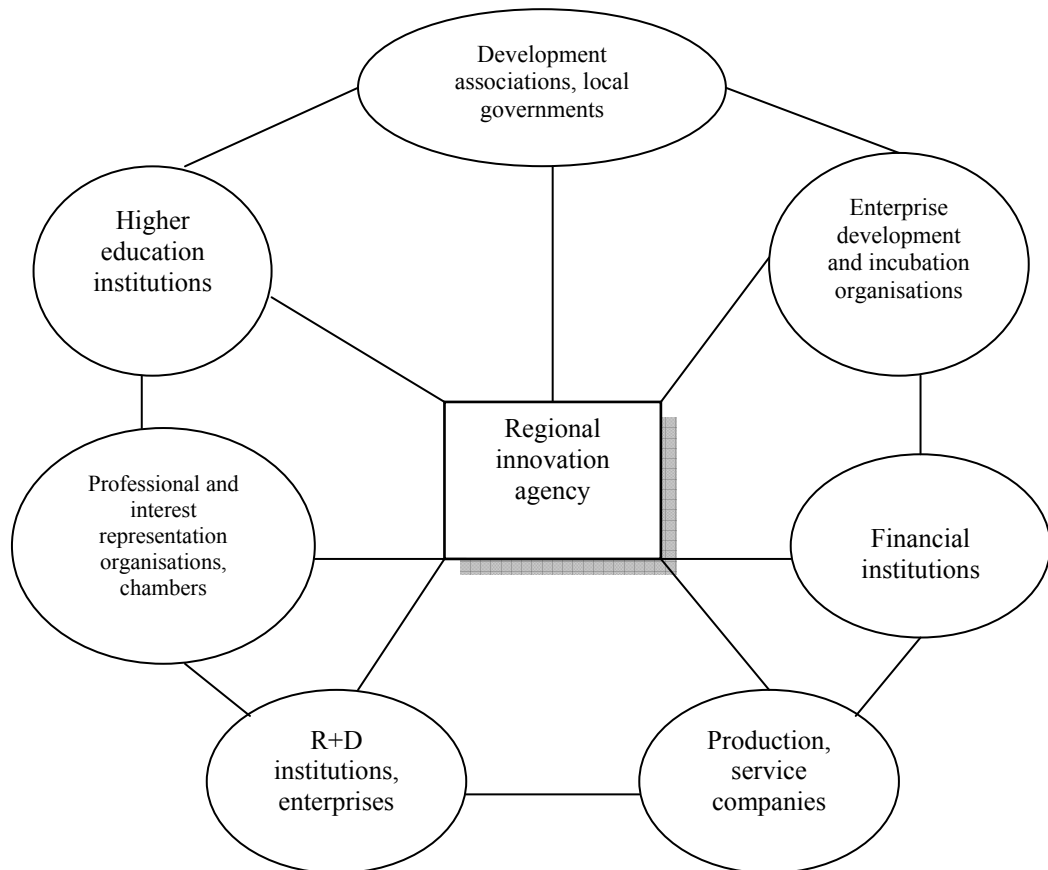 Development
associations, local
governments
Higher
education
institutions
Enterprise
development
and incubation
organisations
Regional
innovation
agency
Professional and
interest
representation
organisations,
chambers
Financial
institutions
R+D
institutions,
enterprises
Production,
service
companies